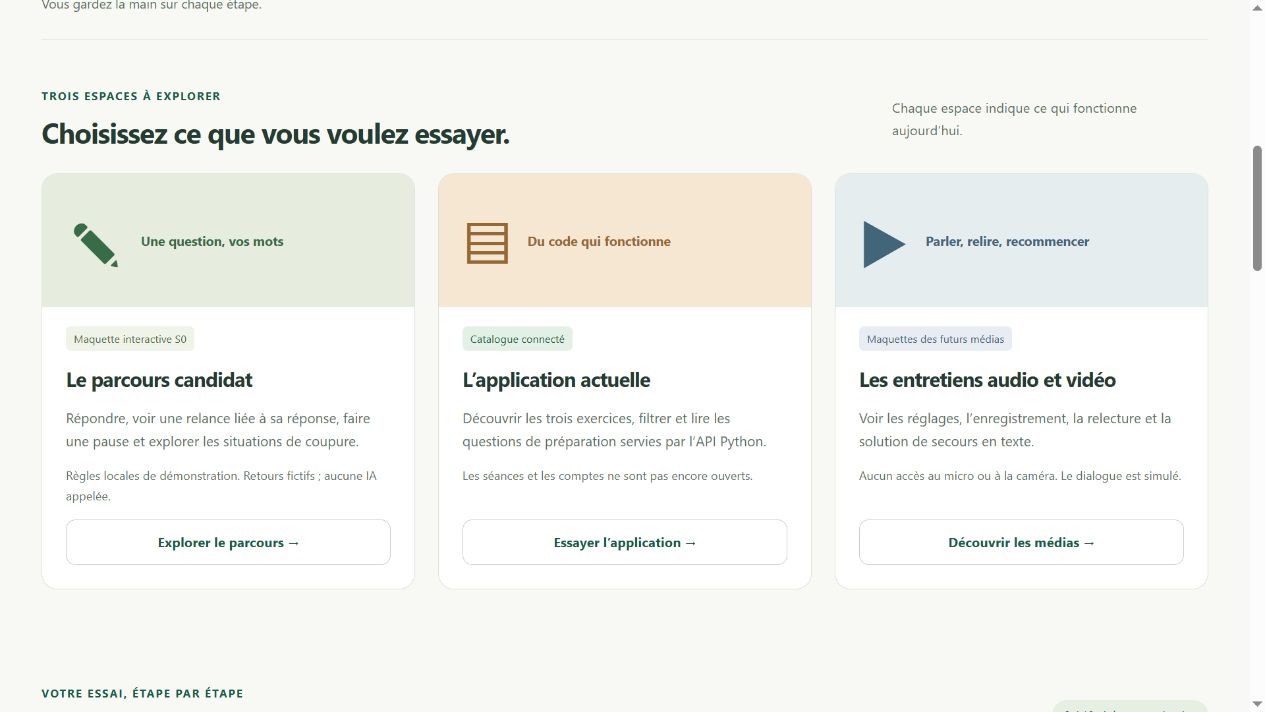 Vous gardez la main sur chaque étape.
TROIS ESPACES À EXPLORER
Choisissez ce que vous voulez essayer.
Chaque espace indique ce qui fonctionne
aujourd’hui.
Une question, vos mots
Maquette interactive S0
Le parcours candidat
Répondre, voir une relance liée à sa réponse, faire
une pause et explorer les situations de coupure.
Règles locales de démonstration. Retours fictifs ; aucune IA
appelée.
Explorer le parcours →
Du code qui fonctionne
Catalogue connecté
L’application actuelle
Découvrir les trois exercices, filtrer et lire les
questions de préparation servies par l’API Python.
Les séances et les comptes ne sont pas encore ouverts.
Essayer l’application →
Parler, relire, recommencer
Maquettes des futurs médias
Les entretiens audio et vidéo
Voir les réglages, l’enregistrement, la relecture et la
solution de secours en texte.
Aucun accès au micro ou à la caméra. Le dialogue est simulé.
Découvrir les médias →
VOTRE ESSAI, ÉTAPE PAR ÉTAPE